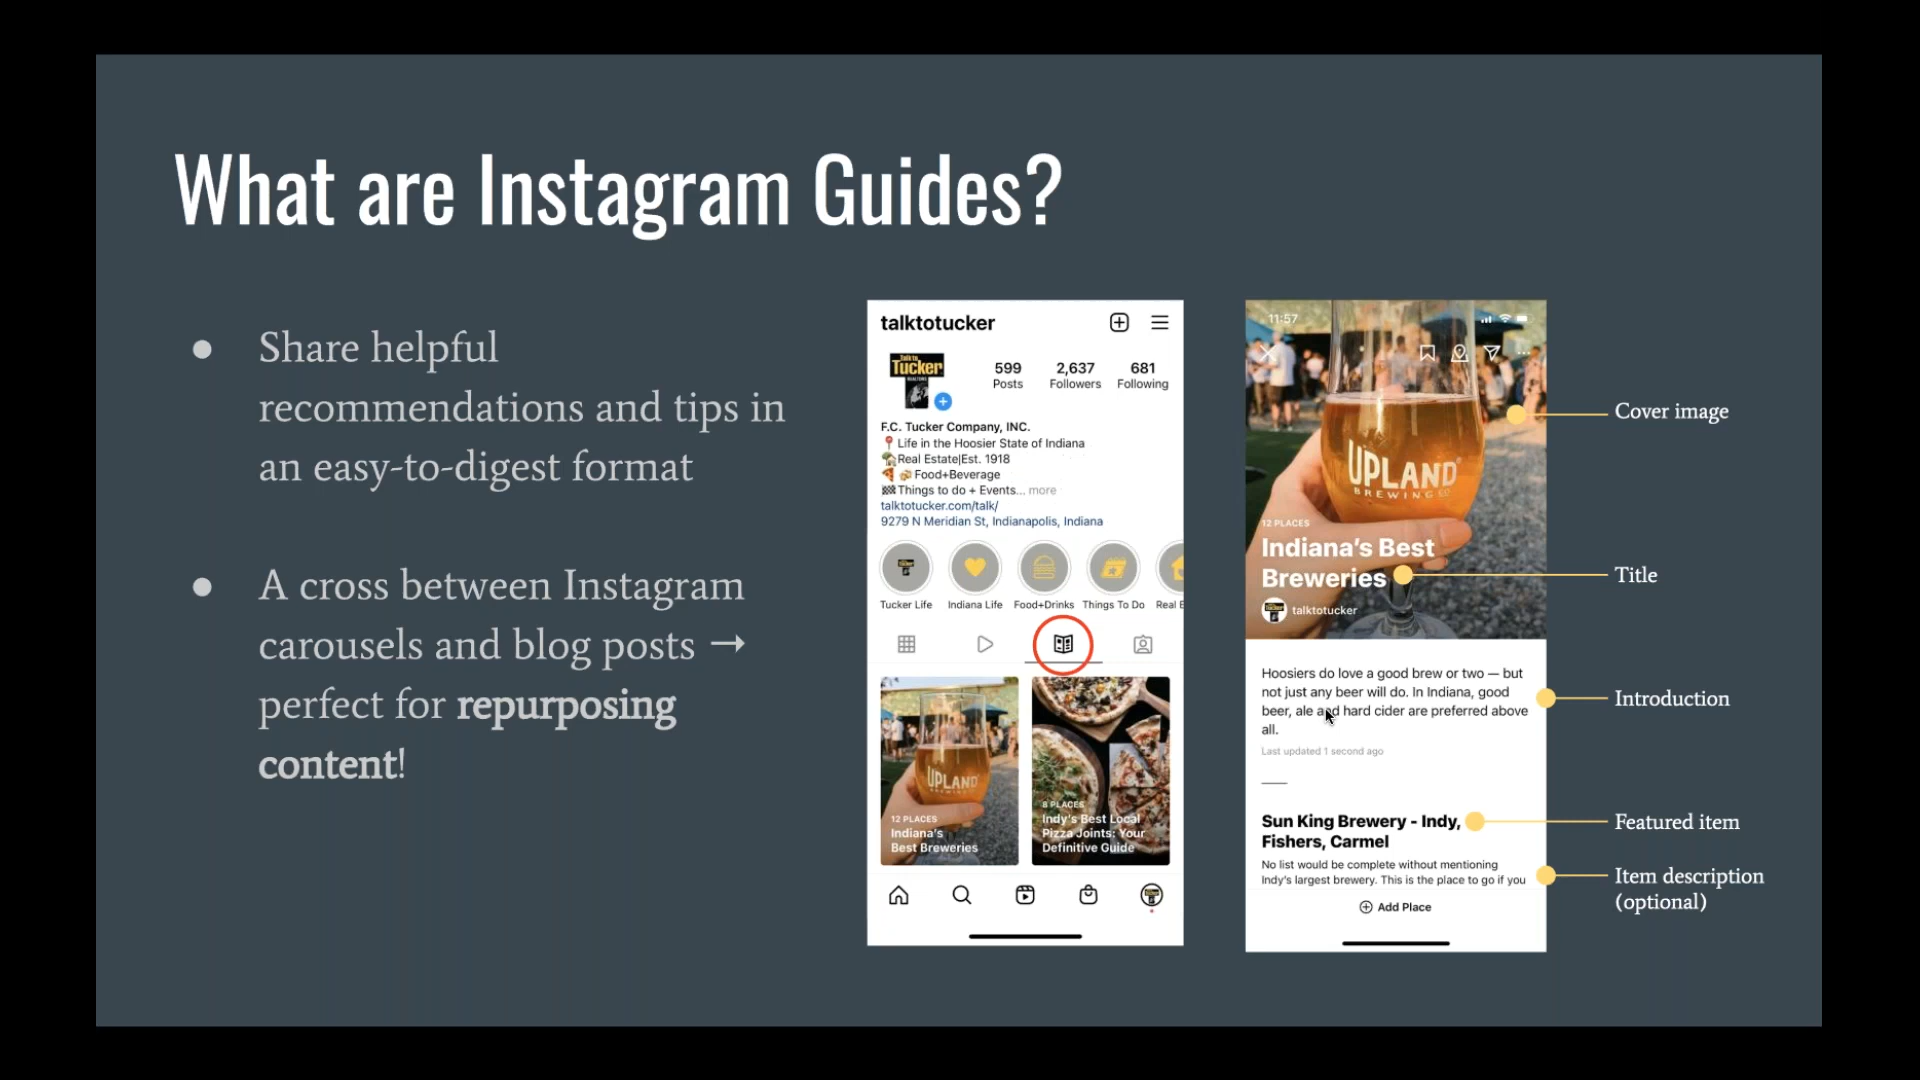 What are Instagram Guides?
● Share helpful
recommendations and tips in
an easy-to-digest format
● A cross between Instagram
carousels and blog posts →
perfect for repurposing
content!
talktotucker
Talk to
Tucker
REALTORS
599
Posts
2,637
Followers
681
Following
F.C. Tucker Company, INC.
📍Life in the Hoosier State of Indiana
🏡Real Estate|Est. 1918
🍕 🍻 Food+Beverage
🏁Things to do + Events... more
talktotucker.com/talk/
9279 N Meridian St, Indianapolis, Indiana
Tucker Life
Indiana Life
Food+Drinks
Things To Do
Real E
UPLAND
12 PLACES
Indiana's
Best Breweries
8 PLACES
Indy's Best Local
Pizza Joints: Your
Definitive Guide
11:57
UPLAND
BREWING CO
12 PLACES
Indiana's Best
Breweries
talktotucker
Hoosiers do love a good brew or two — but
not just any beer will do. In Indiana, good
beer, ale and hard cider are preferred above
all.
Last updated 1 second ago
Sun King Brewery - Indy,
Fishers, Carmel
No list would be complete without mentioning
Indy's largest brewery. This is the place to go if you
Add Place
Cover image
Title
Introduction
Featured item
Item description
(optional)